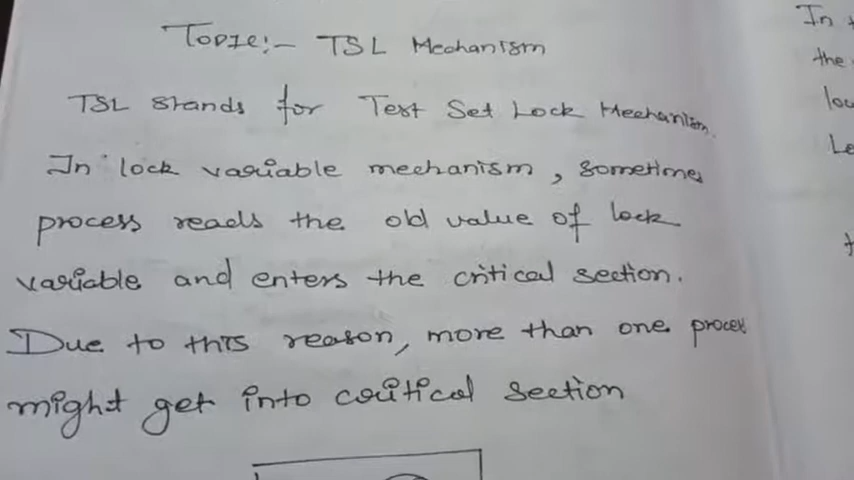 Topic:- TSL Mechanism
TSL stands for Test Set Lock Mechanism.
In lock variable mechanism, sometimes
process reads the old value of lock
variable and enters the critical section.
Due to this reason, more than one process
might get into critical section
In
the